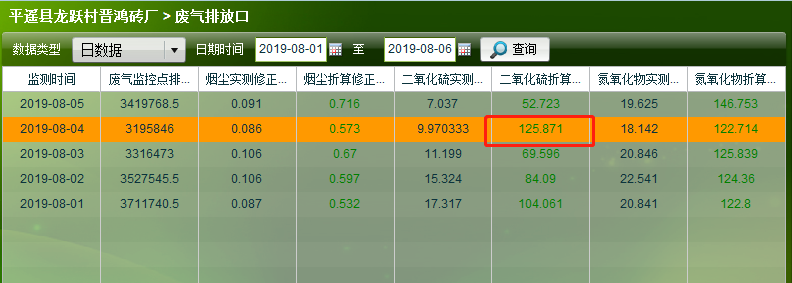 平遥县龙跃村晋鸿砖厂 > 废气排放口
数据类型 日数据 日期时间 2019-08-01 至 2019-08-06 查询
监测时间 废气监控点排... 烟尘实测修正... 烟尘折算修正... 二氧化硫实测... 二氧化硫折算... 氮氧化物实测... 氮氧化物折算...
2019-08-05 3419768.5 0.091 0.716 7.037 52.723 19.625 146.753
2019-08-04 3195846 0.086 0.573 9.970333 125.871 18.142 122.714
2019-08-03 3316473 0.106 0.67 11.199 69.596 20.846 125.839
2019-08-02 3527545.5 0.106 0.597 15.324 84.09 22.541 124.36
2019-08-01 3711740.5 0.087 0.532 17.317 104.061 20.841 122.8